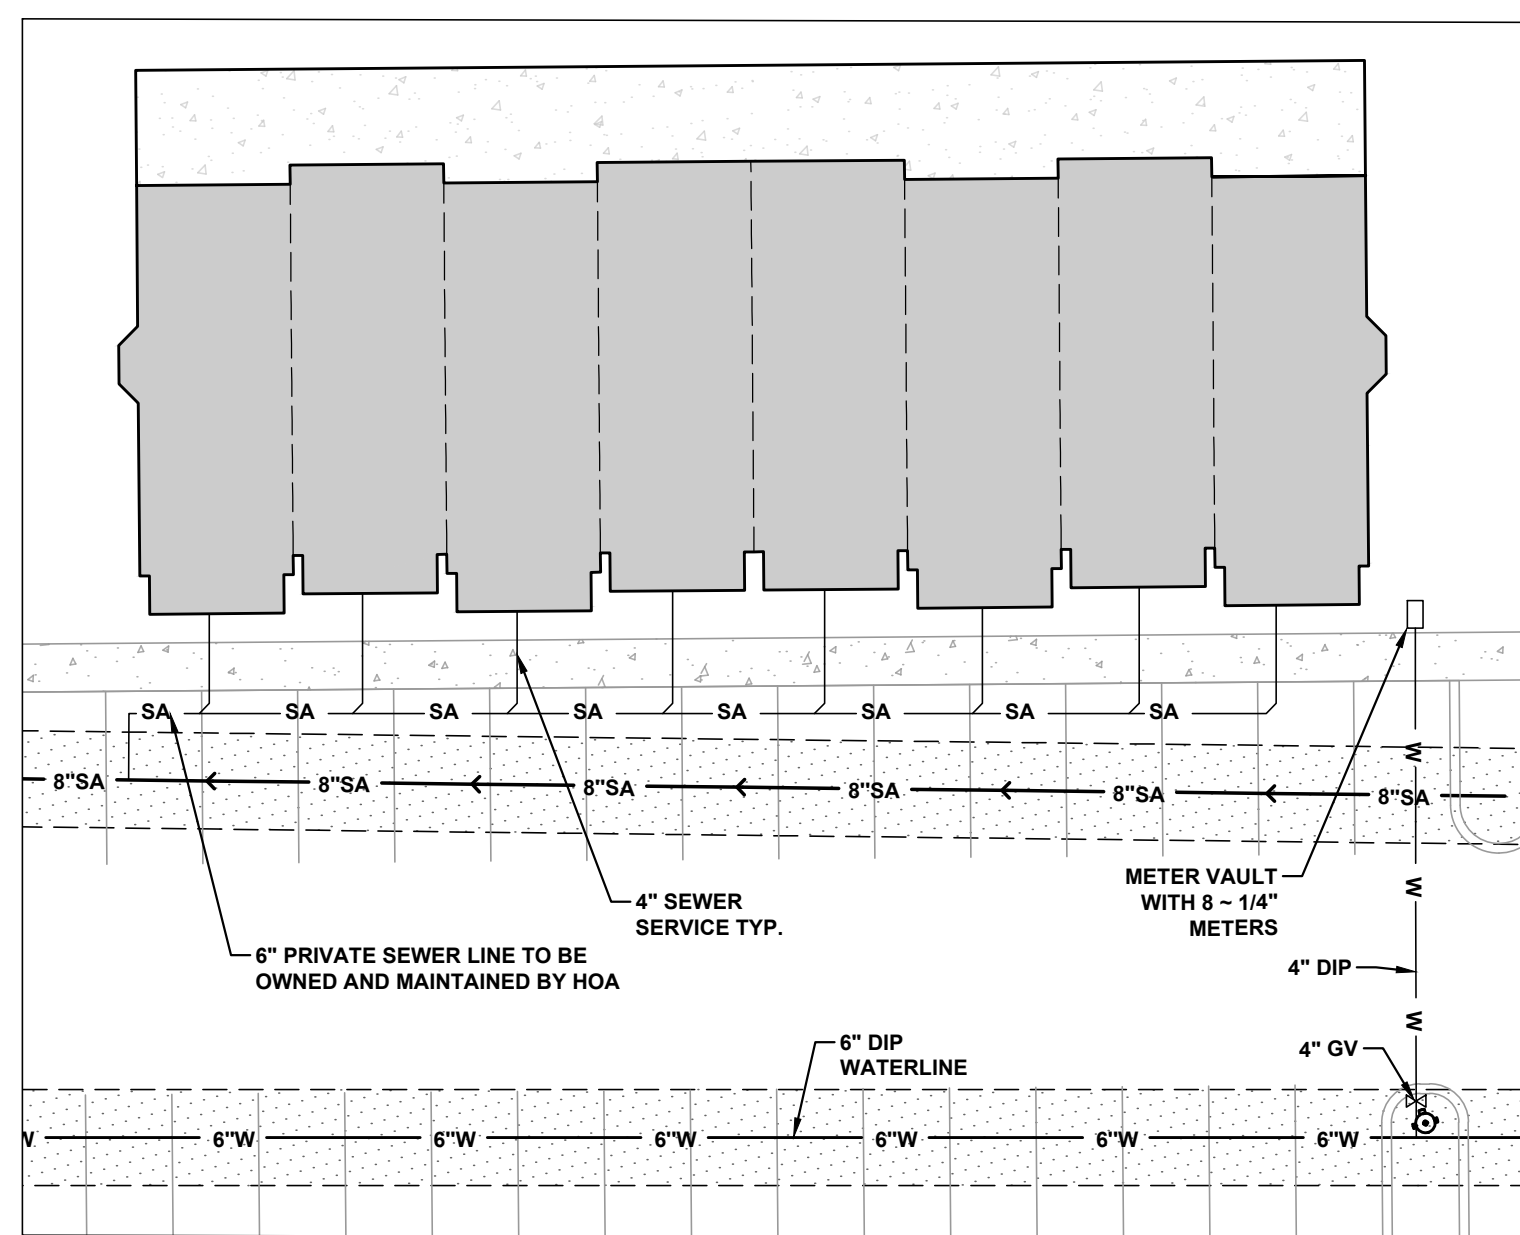 SA SA SA SA SA SA SA SA
W
8"SA 8"SA 8"SA 8"SA 8"SA 8"SA
METER VAULT
WITH 8 ~ 1/4"
METERS
W
4" SEWER
SERVICE TYP.
6" PRIVATE SEWER LINE TO BE
OWNED AND MAINTAINED BY HOA
4" DIP
W
6" DIP
WATERLINE
4" GV
W 6"W 6"W 6"W 6"W 6"W 6"W